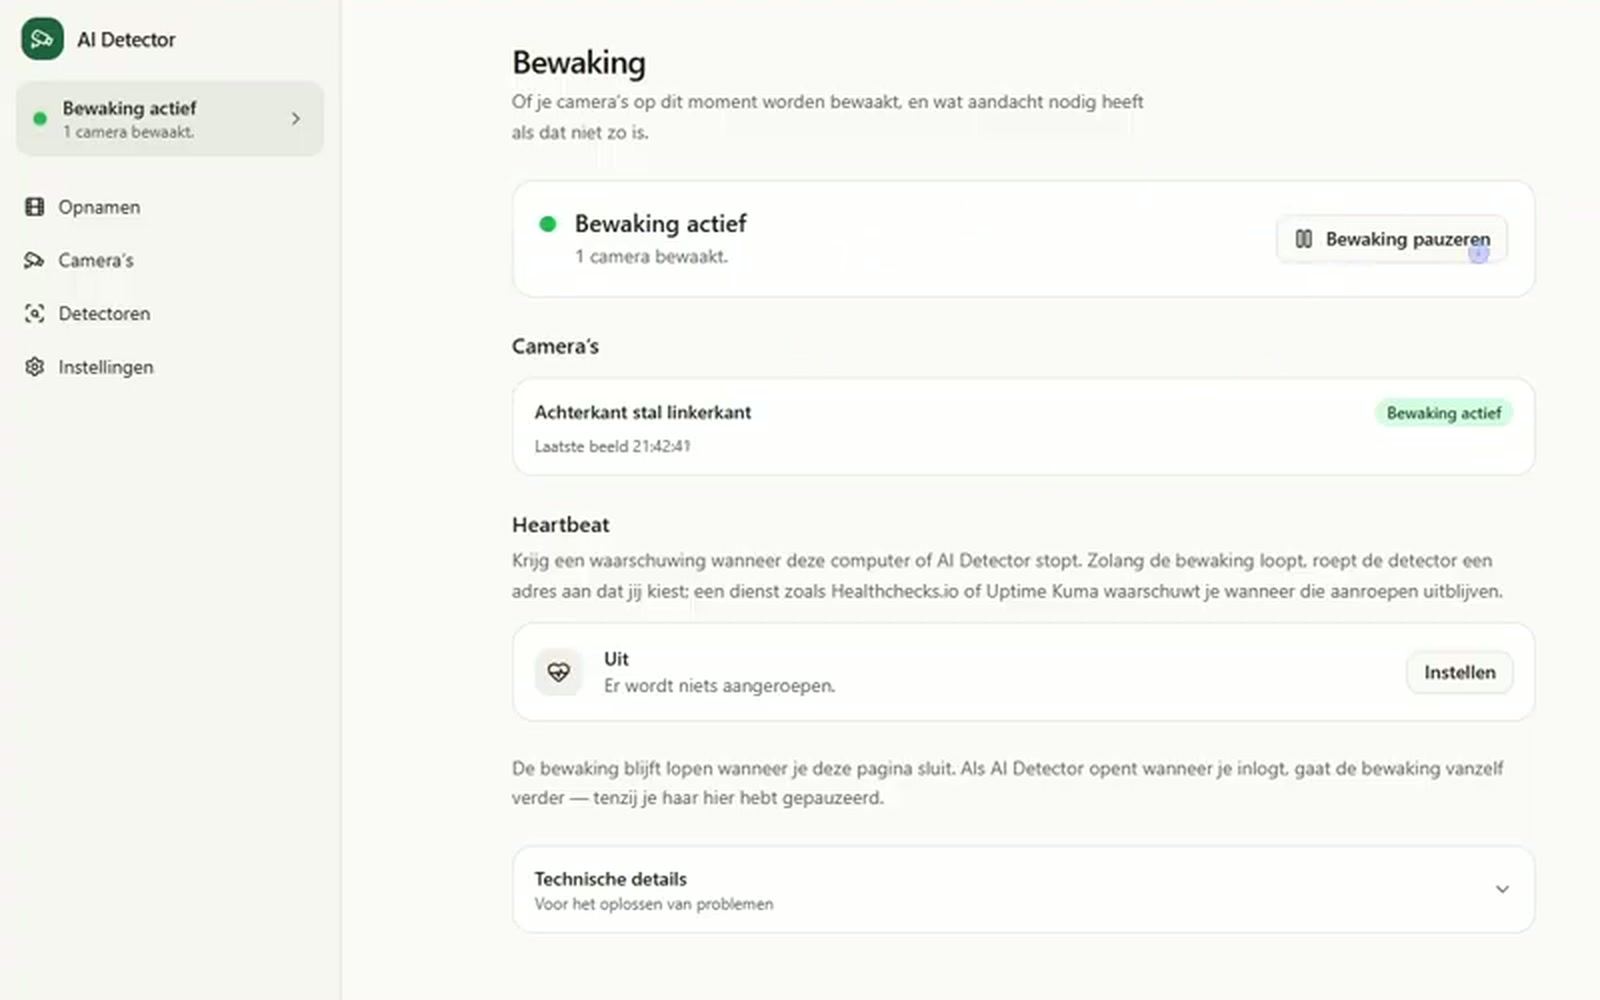 AI Detector
Bewaking actief
1 camera bewaakt.
Opnamen
Camera's
Detectoren
Instellingen
Bewaking
Of je camera's op dit moment worden bewaakt, en wat aandacht nodig heeft
als dat niet zo is.
Bewaking actief
1 camera bewaakt.
Bewaking pauzeren
Camera's
Achterkant stal linkerkant
Bewaking actief
Laatste beeld 21:42:41
Heartbeat
Krijg een waarschuwing wanneer deze computer of AI Detector stopt. Zolang de bewaking loopt, roept de detector een
adres aan dat jij kiest; een dienst zoals Healthchecks.io of Uptime Kuma waarschuwt je wanneer die aanroepen uitblijven.
Uit
Er wordt niets aangeroepen.
Instellen
De bewaking blijft lopen wanneer je deze pagina sluit. Als AI Detector opent wanneer je inlogt, gaat de bewaking vanzelf
verder — tenzij je haar hier hebt gepauzeerd.
Technische details
Voor het oplossen van problemen